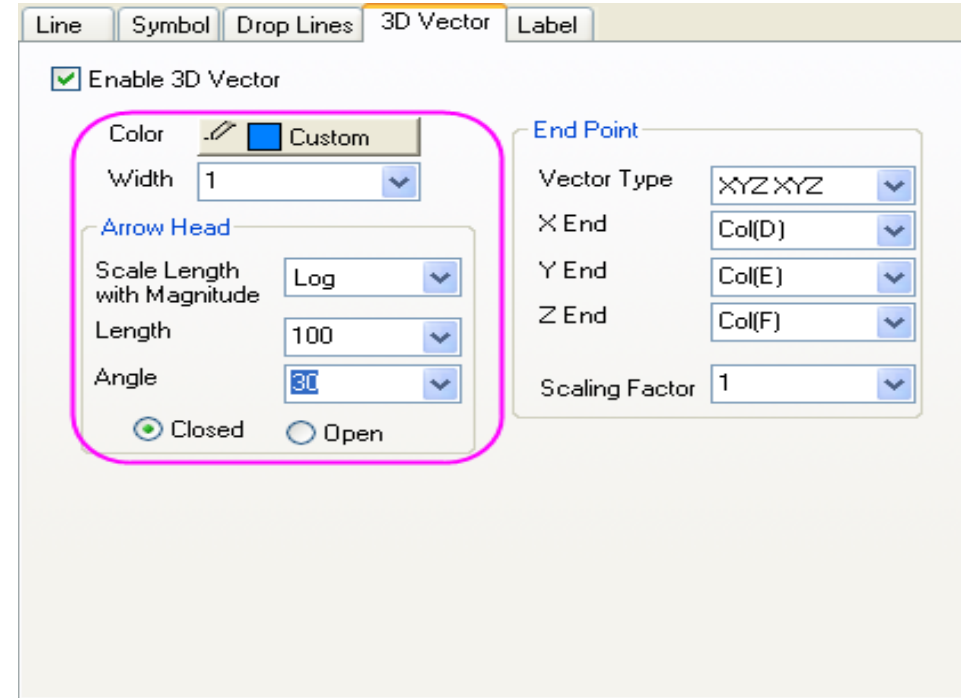 Line Symbol Drop Lines 3D Vector Label
Enable 3D Vector
Color Custom
Width 1
Arrow Head
Scale Length
with Magnitude Log
Length 100
Angle 30
Closed Open
End Point
Vector Type XYZ XYZ
X End Col(D)
Y End Col(E)
Z End Col(F)
Scaling Factor 1